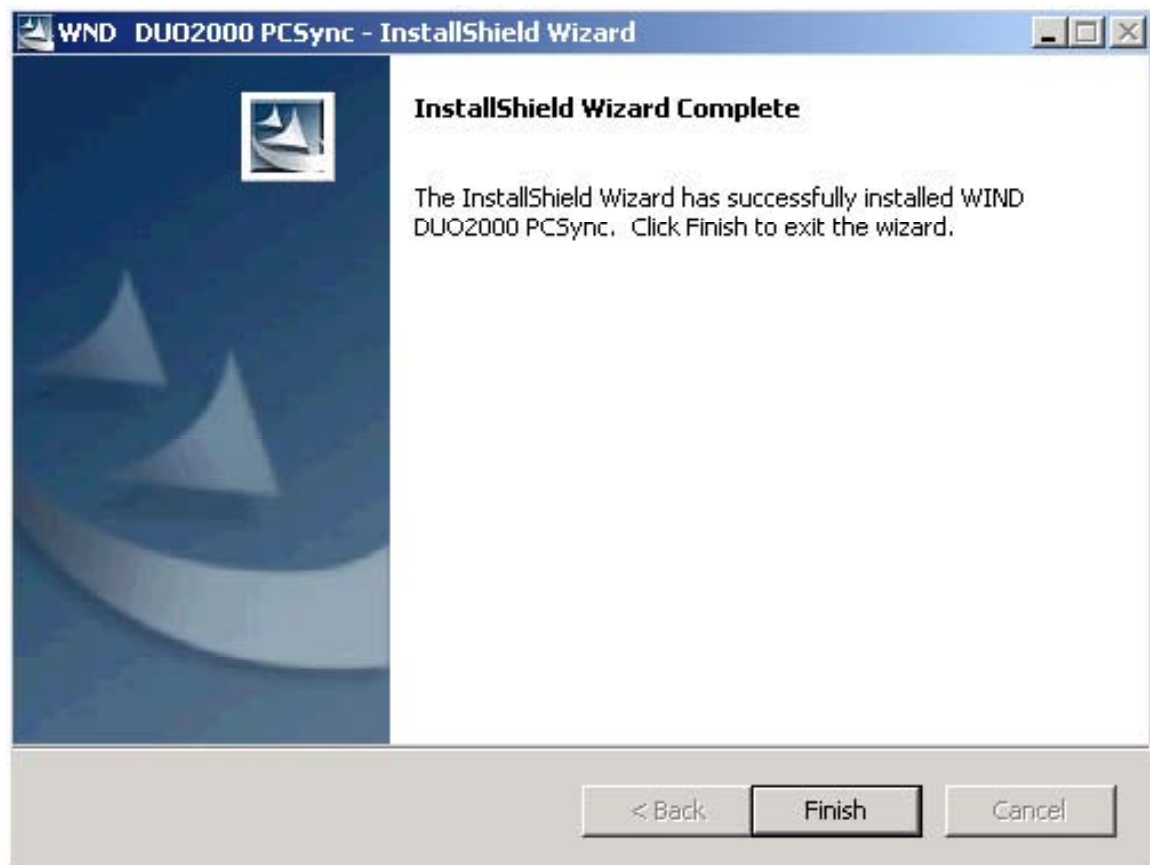 WND DUO2000 PCSync - InstallShield Wizard
InstallShield Wizard Complete
The InstallShield Wizard has successfully installed WIND
DUO2000 PCSync. Click Finish to exit the wizard.
< Back
Finish
Cancel